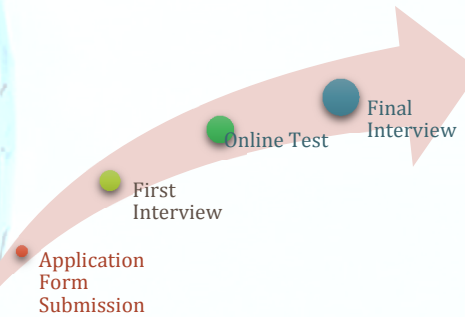 Application
Form
Submission
First
Interview
Online Test
Final
Interview